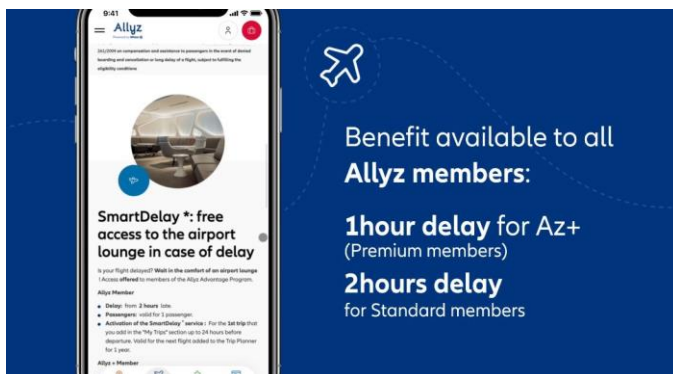 9:41
Allyz
261/2004 on compensation and assistance to passengers in the event of denied
boarding and cancellation or long delay of a flight, subject to fulfilling the
eligibility conditions
SmartDelay *: free
access to the airport
lounge in case of delay
Is your flight delayed? Wait in the comfort of an airport lounge
! Access offered to members of the Allyz Advantage Program.
Allyz Member
Delay: from 2 hours late.
Passengers: valid for 1 passenger.
Activation of the SmartDelay * service : For the 1st trip that
you add in the "My Trips" section up to 24 hours before
departure. Valid for the next flight added to the Trip Planner
for 1 year.
Allyz + Member
Benefit available to all
Allyz members:
1hour delay for Az+
(Premium members)
2hours delay
for Standard members